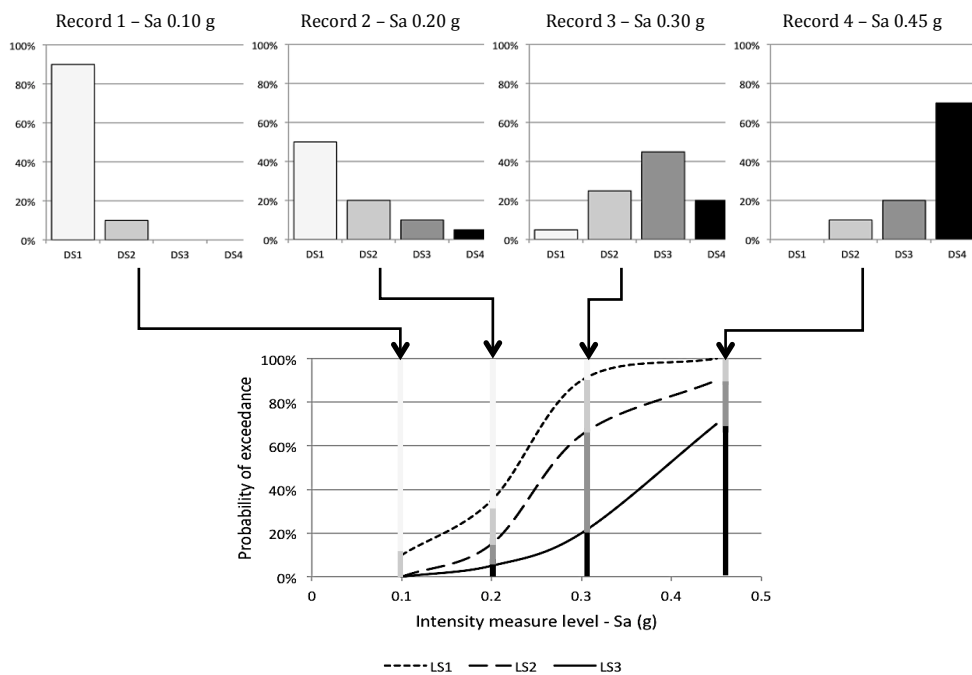 Record 1 – Sa 0.10 g
Record 2 – Sa 0.20 g
Record 3 – Sa 0.30 g
Record 4 – Sa 0.45 g
100%
80%
60%
40%
20%
0%
DS1 DS2 DS3 DS4
100%
80%
60%
40%
20%
0%
DS1 DS2 DS3 DS4
100%
80%
60%
40%
20%
0%
DS1 DS2 DS3 DS4
100%
80%
60%
40%
20%
0%
DS1 DS2 DS3 DS4
Probability of exceedance
100%
80%
60%
40%
20%
0%
0 0.1 0.2 0.3 0.4 0.5
Intensity measure level - Sa (g)
LS1 LS2 LS3